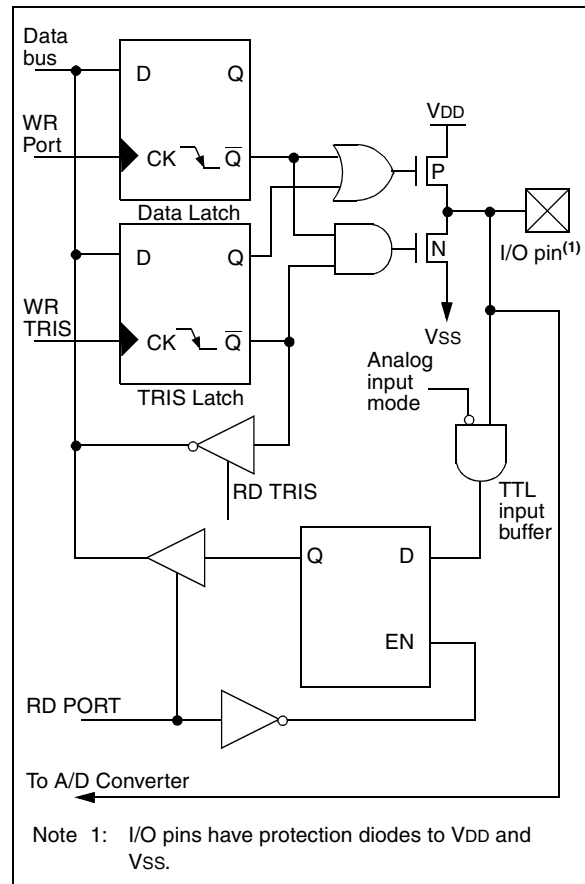 Data
bus
D Q
WR
Port
CK Q
Data Latch
VDD
P
N
I/O pin(1)
VSS
D Q
WR
TRIS
CK Q
TRIS Latch
Analog
input
mode
RD TRIS
TTL
input
buffer
Q D
EN
RD PORT
To A/D Converter
Note 1: I/O pins have protection diodes to VDD and
VSS.